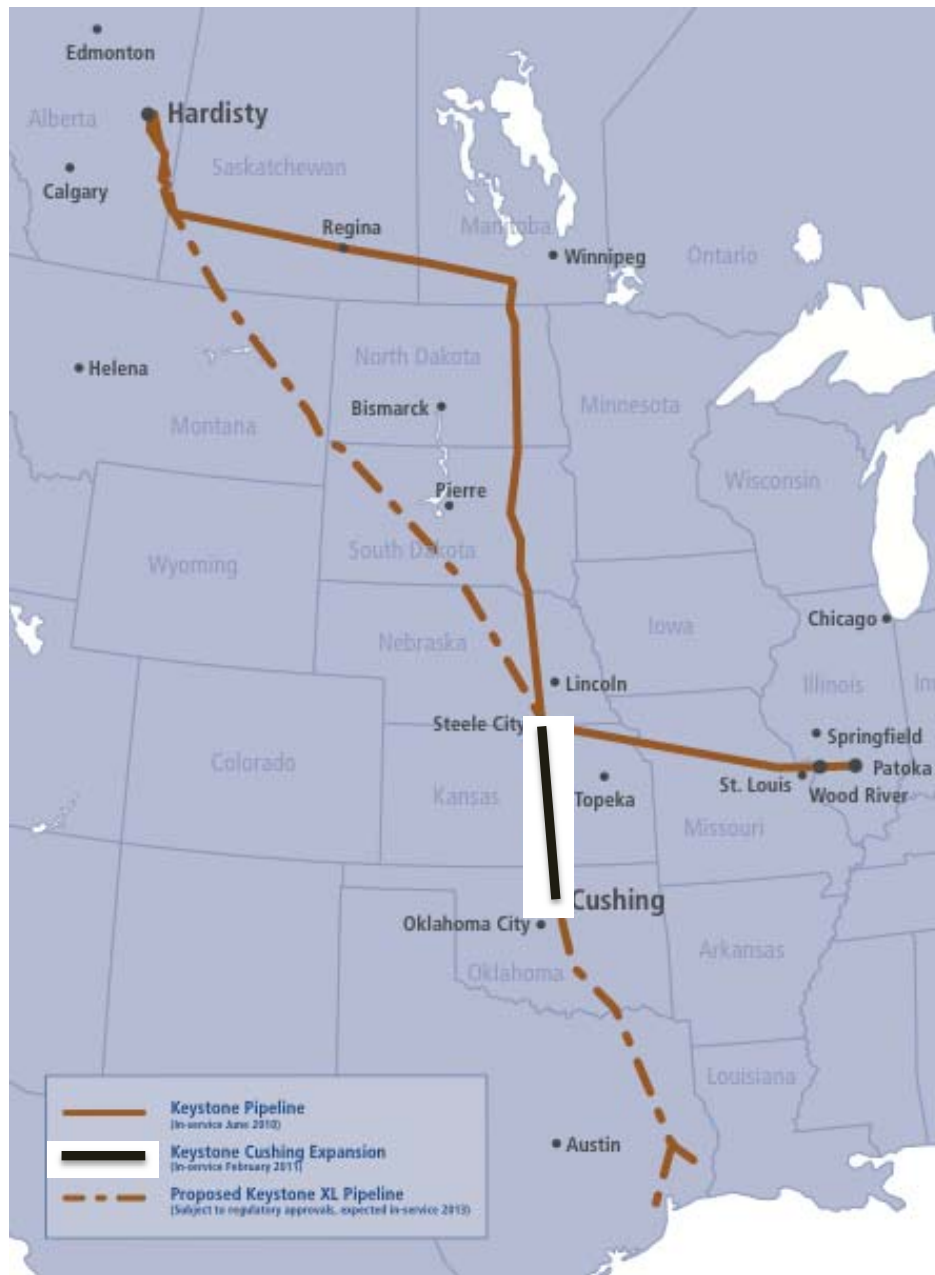 Edmonton
Hardisty
Alberta
Saskatchewan
Calgary
Regina
Manitoba
Winnipeg
Ontario
Helena
North Dakota
Bismarck
Minnesota
Montana
Wisconsin
Pierre
South Dakota
Wyoming
Chicago
Iowa
Nebraska
Lincoln
Illinois
In
Steele City
Springfield
Colorado
Patoka
St. Louis
Wood River
Kansas
Topeka
Missouri
Cushing
Oklahoma City
Arkansas
Oklahoma
Louisiana
Austin
Keystone Pipeline
(In-service June 2010)
Keystone Cushing Expansion
(In-service February 2011)
Proposed Keystone XL Pipeline
(Subject to regulatory approvals, expected in-service 2013)